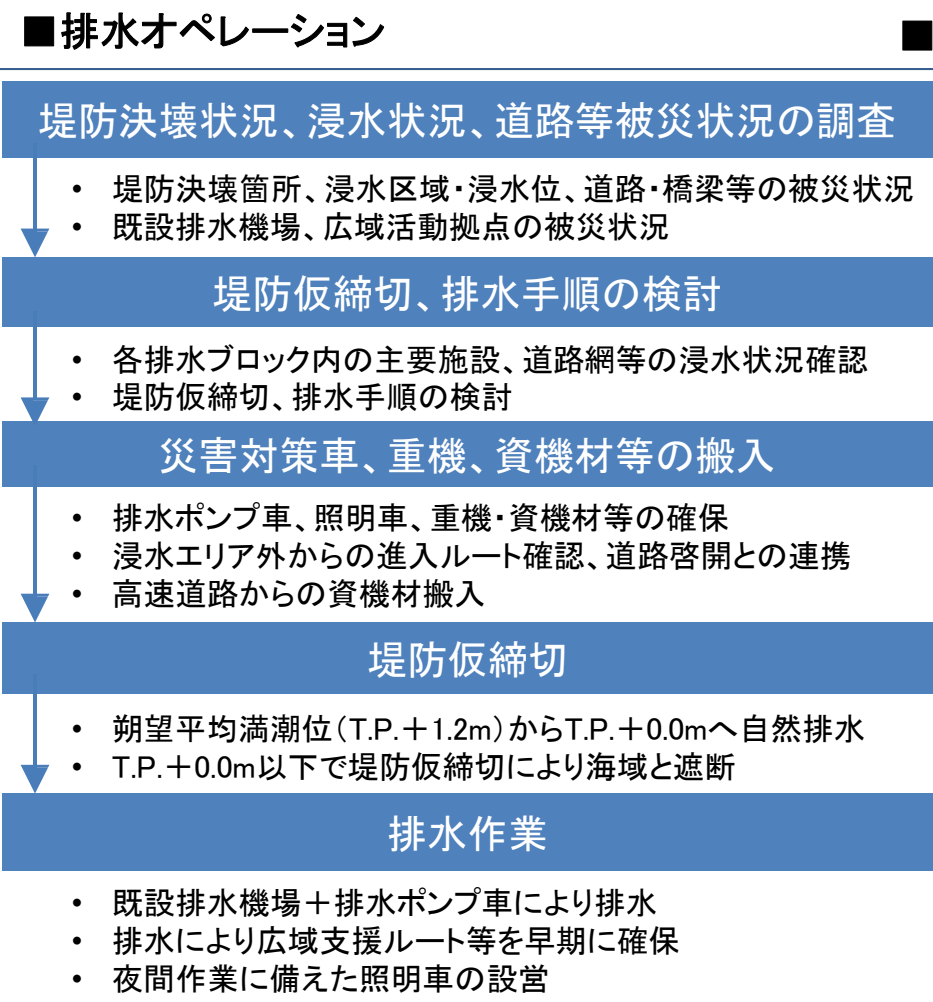 ■排水オペレーション
■
堤防決壊状況、浸水状況、道路等被災状況の調査
• 堤防決壊箇所、浸水区域・浸水位、道路・橋梁等の被災状況
• 既設排水機場、広域活動拠点の被災状況
堤防仮締切、排水手順の検討
• 各排水ブロック内の主要施設、道路網等の浸水状況確認
• 堤防仮締切、排水手順の検討
災害対策車、重機、資機材等の搬入
• 排水ポンプ車、照明車、重機・資機材等の確保
• 浸水エリア外からの進入ルート確認、道路啓開との連携
• 高速道路からの資機材搬入
堤防仮締切
• 朔望平均満潮位（T.P.＋1.2m）からT.P.＋0.0mへ自然排水
• T.P.＋0.0m以下で堤防仮締切により海域と遮断
排水作業
• 既設排水機場＋排水ポンプ車により排水
• 排水により広域支援ルート等を早期に確保
• 夜間作業に備えた照明車の設営